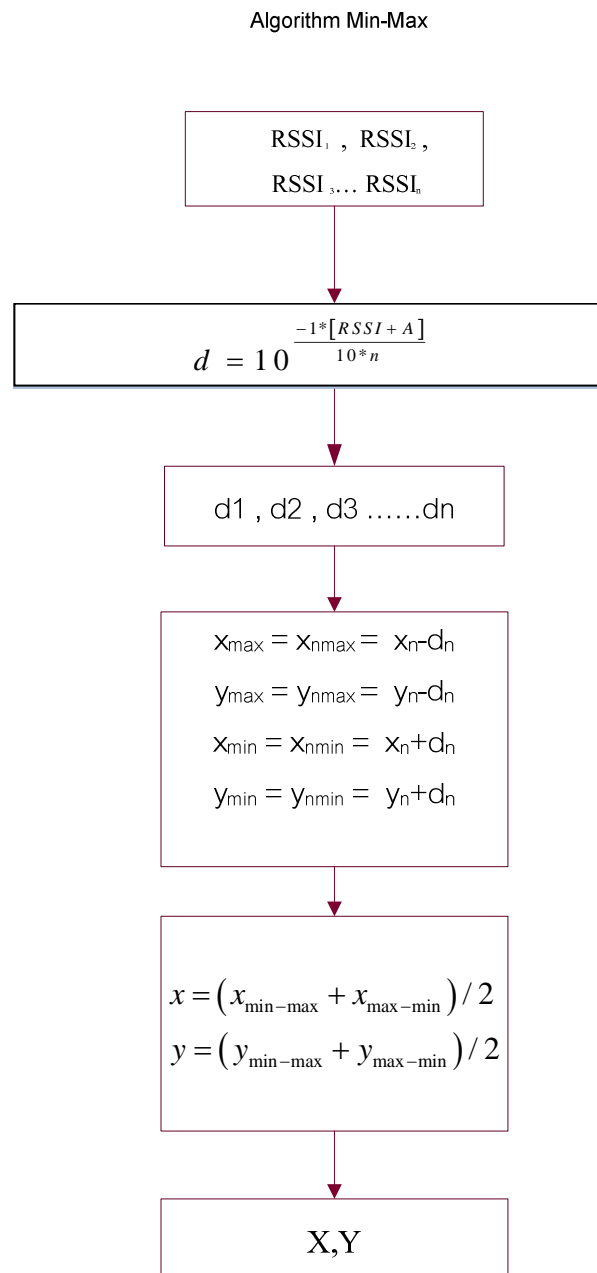 Algorithm Min-Max
RSSI₁ , RSSI₂ ,
RSSI ₃... RSSIₙ
d = 10^(-1*[RSSI + A] / 10*n)
d1 , d2 , d3 ......dn
xmax = xnmax = xn-dn
ymax = ynmax = yn-dn
xmin = xnmin = xn+dn
ymin = ynmin = yn+dn
x = (xmin−max + xmax−min) / 2
y = (ymin−max + ymax−min) / 2
X,Y